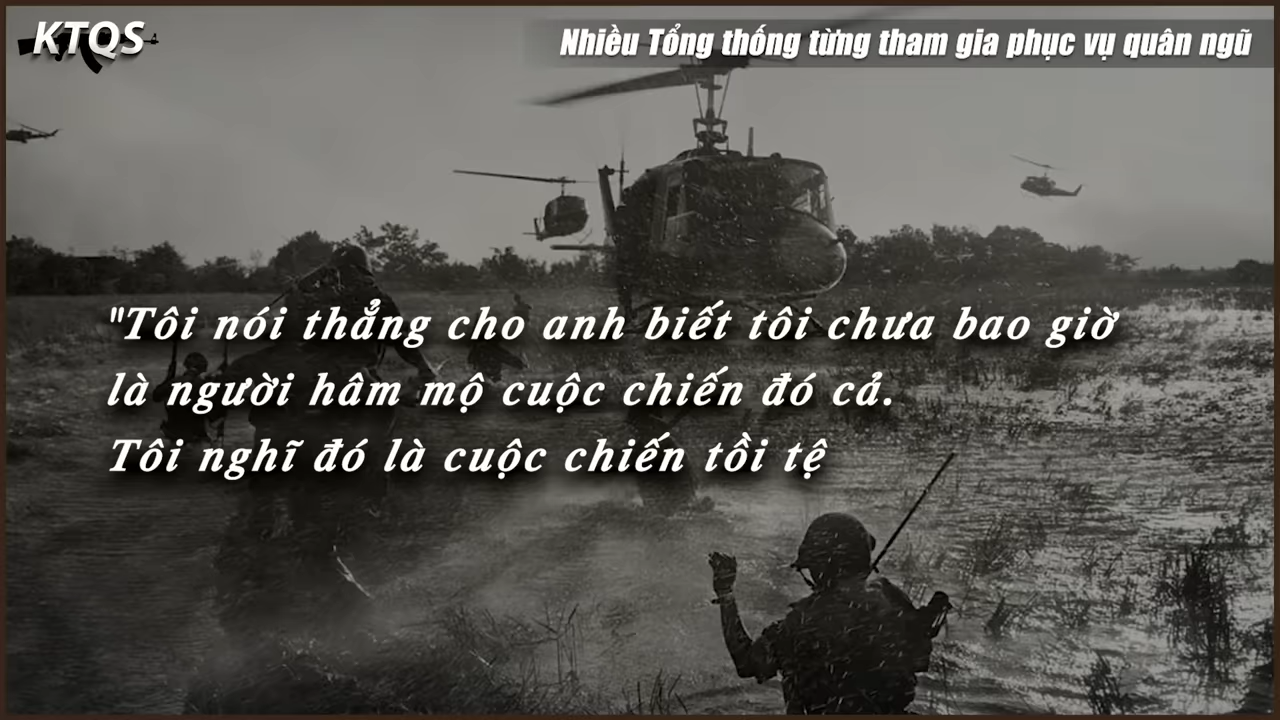 KTQS
Nhiều Tổng thống từng tham gia phục vụ quân ngũ
"Tôi nói thẳng cho anh biết tôi chưa bao giờ
là người hâm mộ cuộc chiến đó cả.
Tôi nghĩ đó là cuộc chiến tồi tệ